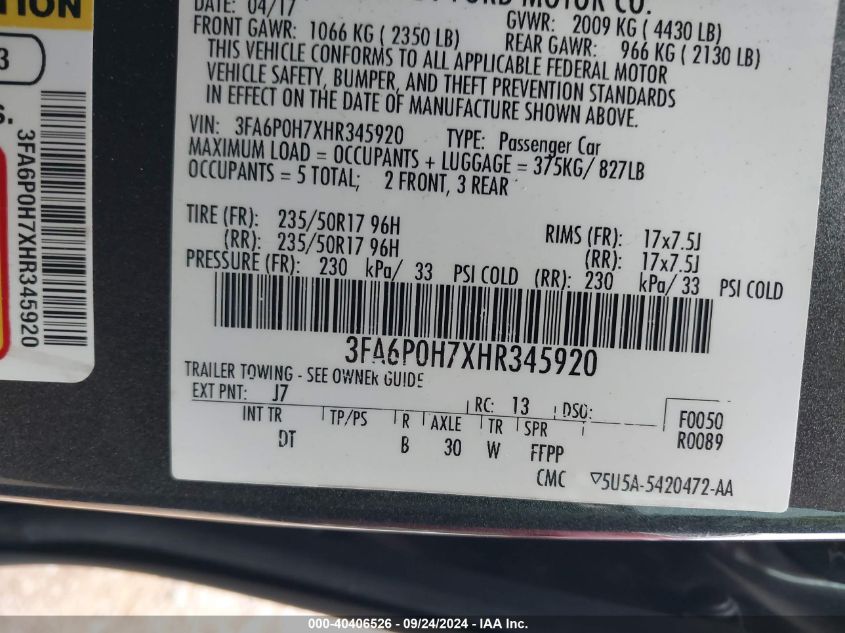 TION
3
S.
3FA6P0H7XHR345920
FORD MOTOR CO.
DATE: 04/17 GVWR: 2009 KG ( 4430 LB)
FRONT GAWR: 1066 KG ( 2350 LB) REAR GAWR: 966 KG ( 2130 LB)
THIS VEHICLE CONFORMS TO ALL APPLICABLE FEDERAL MOTOR
VEHICLE SAFETY, BUMPER, AND THEFT PREVENTION STANDARDS
IN EFFECT ON THE DATE OF MANUFACTURE SHOWN ABOVE.
VIN: 3FA6P0H7XHR345920 TYPE: Passenger Car
MAXIMUM LOAD = OCCUPANTS + LUGGAGE = 375KG/ 827LB
OCCUPANTS = 5 TOTAL; 2 FRONT, 3 REAR
TIRE (FR): 235/50R17 96H RIMS (FR): 17x7.5J
(RR): 235/50R17 96H (RR): 17x7.5J
PRESSURE (FR): 230 kPa/ 33 PSI COLD (RR): 230 kPa/ 33 PSI COLD
3FA6P0H7XHR345920
TRAILER TOWING - SEE OWNER GUIDE
EXT PNT: J7 RC: 13 DSO: F0050
INT TR TP/PS R AXLE TR SPR R0089
DT B 30 W FFPP
CMC 5U5A-5420472-AA
000-40406526 - 09/24/2024 - IAA Inc.